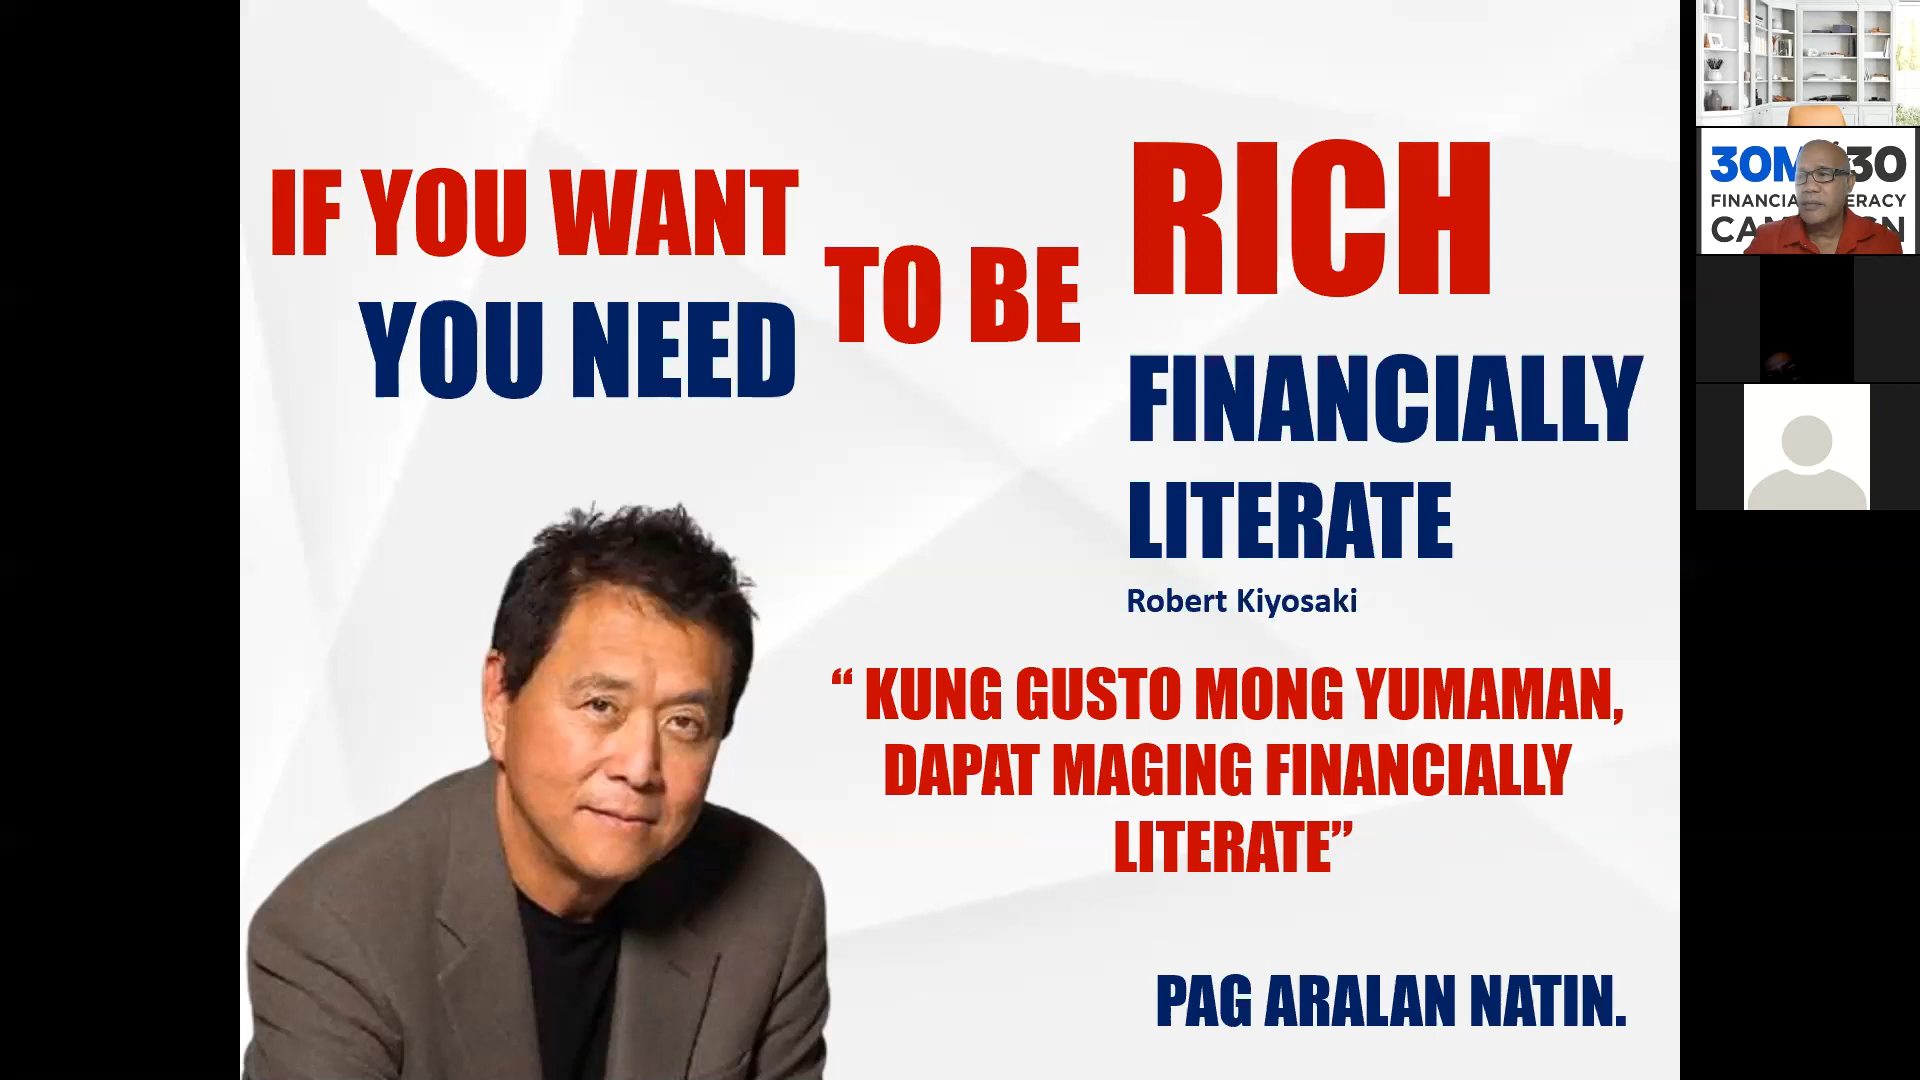 IF YOU WANT
TO BE
RICH
YOU NEED
FINANCIALLY
LITERATE
Robert Kiyosaki
“ KUNG GUSTO MONG YUMAMAN,
DAPAT MAGING FINANCIALLY
LITERATE”
PAG ARALAN NATIN.
30M
30
FINANCIA
ERACY
CA
N